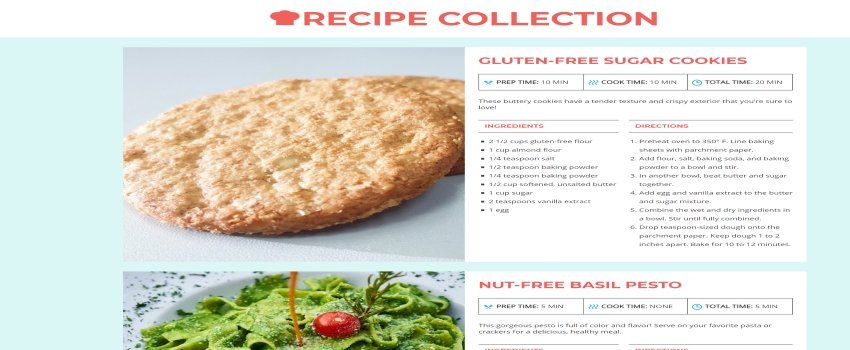 RECIPE COLLECTION
GLUTEN-FREE SUGAR COOKIES
PREP TIME: 10 MIN
COOK TIME: 10 MIN
TOTAL TIME: 20 MIN
These buttery cookies have a tender texture and crispy exterior that you're sure to
love!
INGREDIENTS
2 1/2 cups gluten-free flour
1 cup almond flour
1/4 teaspoon salt
1/2 teaspoon baking powder
1/4 teaspoon baking powder
1/2 cup softened, unsalted butter
1 cup sugar
2 teaspoons vanilla extract
1 egg
DIRECTIONS
1. Preheat oven to 350° F. Line baking
sheets with parchment paper.
2. Add flour, salt, baking soda, and baking
powder to a bowl and stir.
3. In another bowl, beat butter and sugar
together.
4. Add egg and vanilla extract to the butter
and sugar mixture.
5. Combine the wet and dry ingredients in
a bowl. Stir until fully combined.
6. Drop teaspoon-sized dough onto the
parchment paper. Keep dough 1 to 2
inches apart. Bake for 10 to 12 minutes.
NUT-FREE BASIL PESTO
PREP TIME: 5 MIN
COOK TIME: NONE
TOTAL TIME: 5 MIN
This gorgeous pesto is full of color and flavor! Serve on your favorite pasta or
crackers for a delicious, healthy meal.
INGREDIENTS
DIRECTIONS